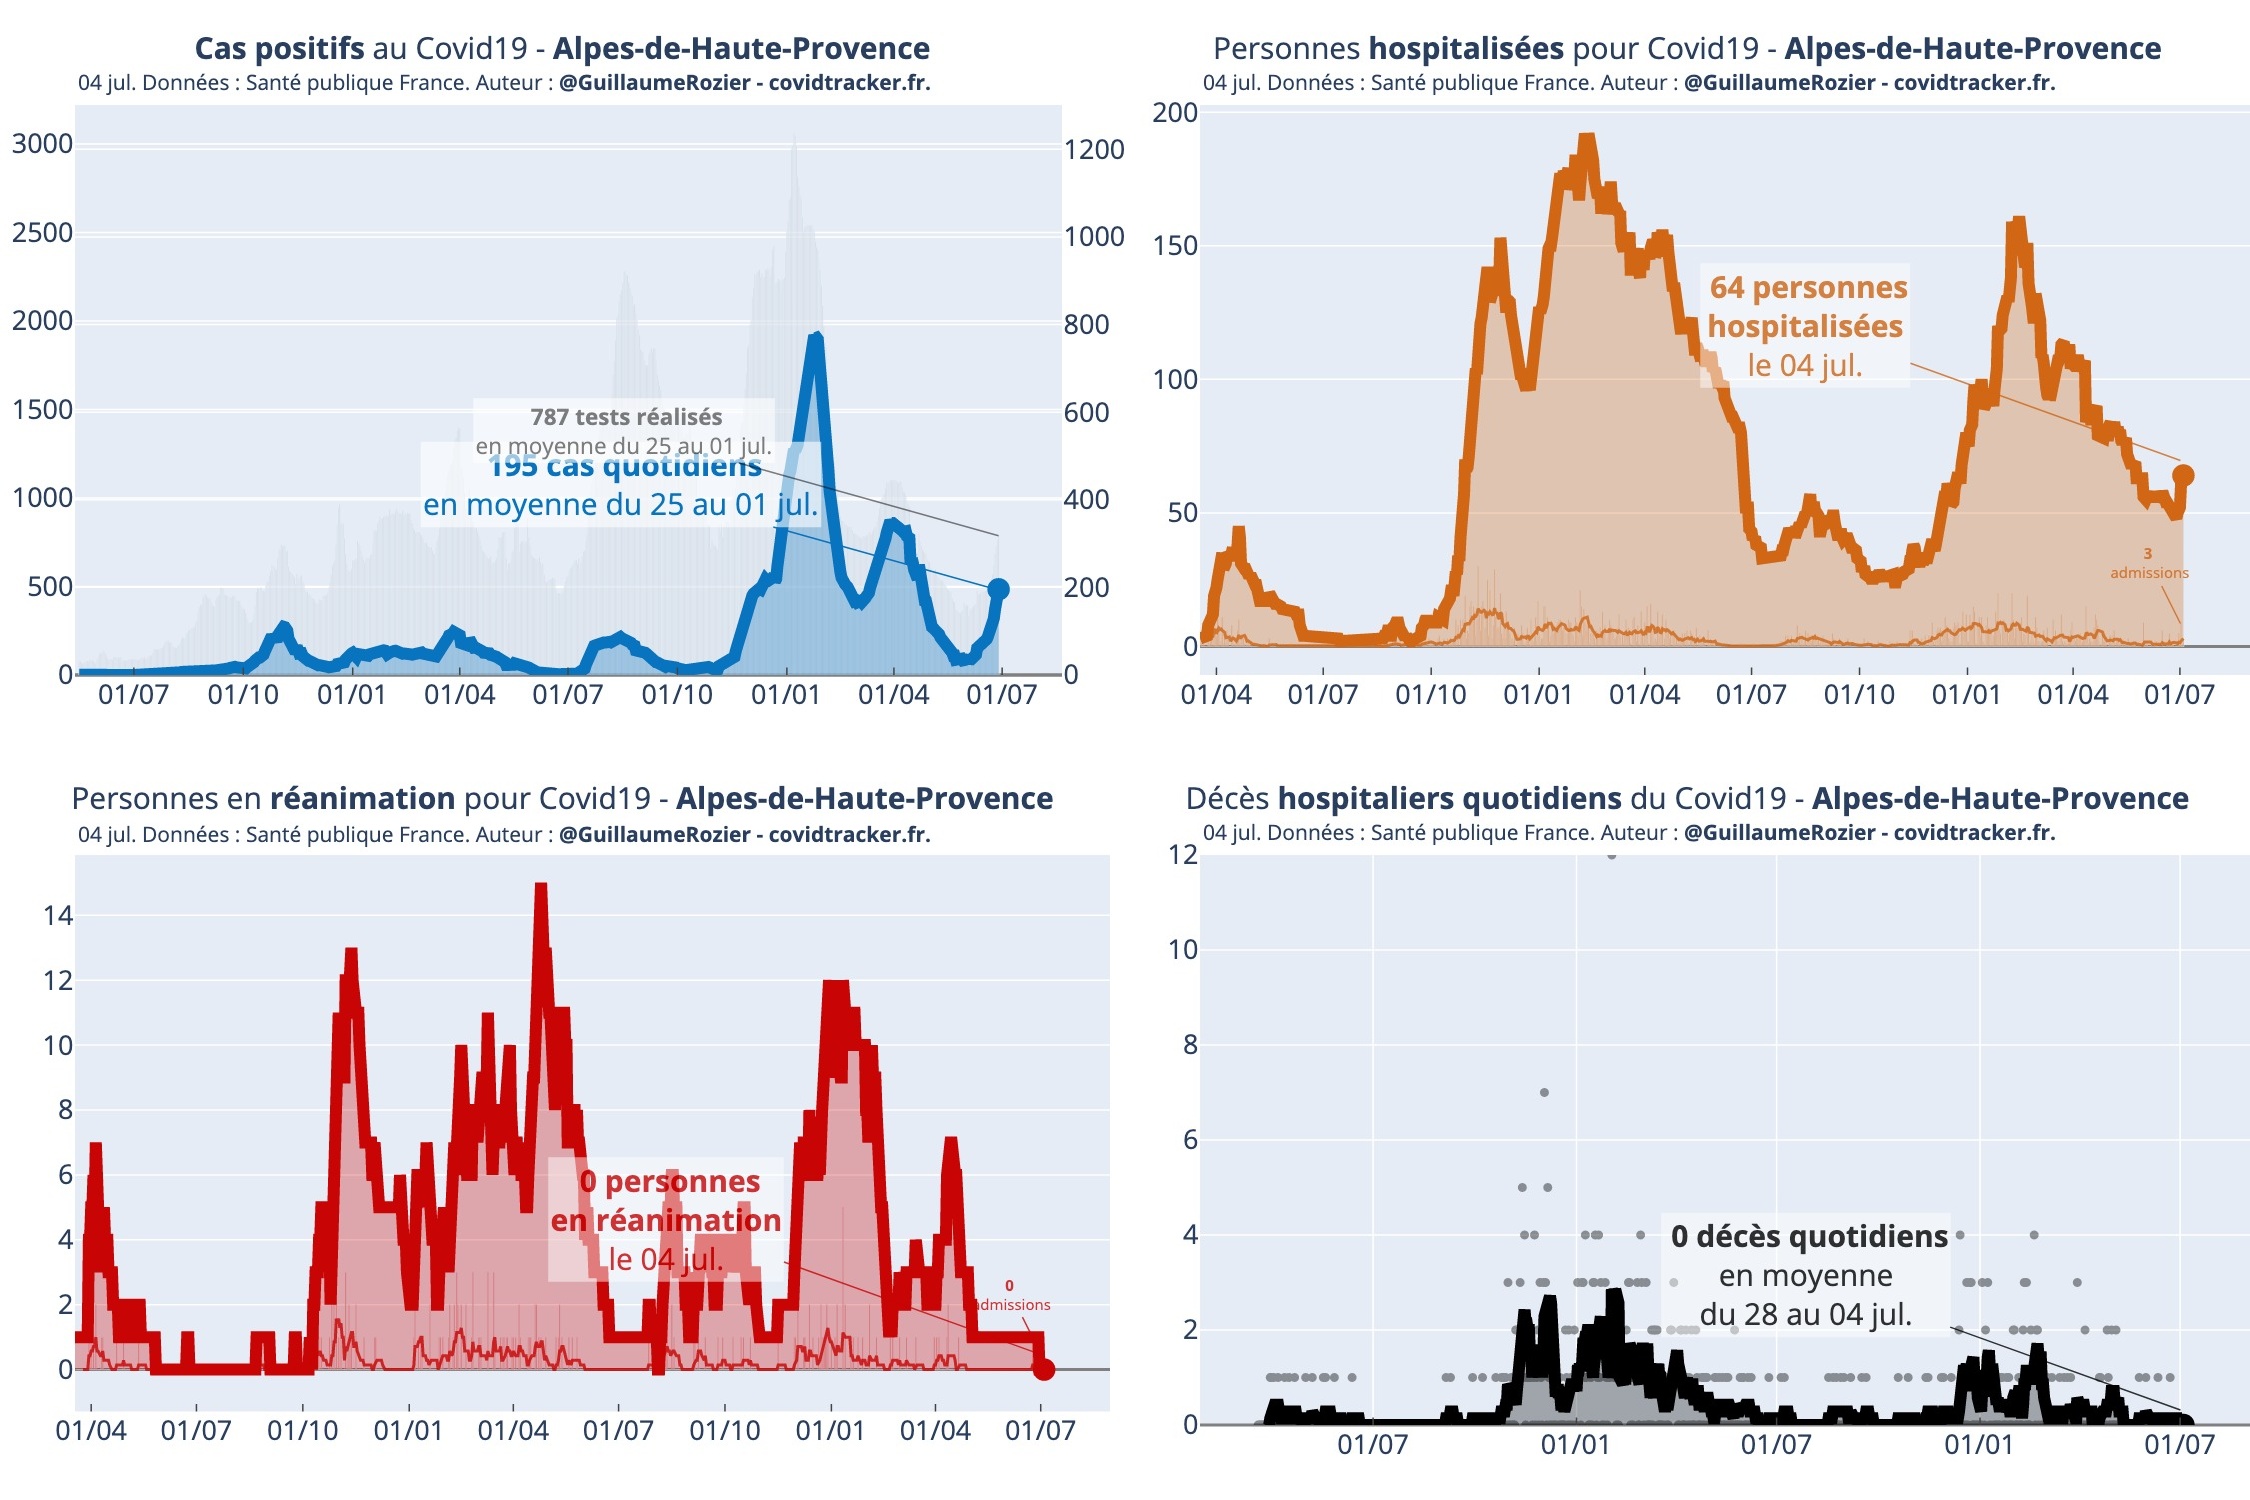 Cas positifs au Covid19 - Alpes-de-Haute-Provence
04 jul. Données : Santé publique France. Auteur : @GuillaumeRozier - covidtracker.fr.
3000
2500
2000
1500
1000
500
0
1200
1000
800
600
400
200
0
787 tests réalisés
en moyenne du 25 au 01 jul.
195 cas quotidiens
en moyenne du 25 au 01 jul.
01/07 01/10 01/01 01/04 01/07 01/10 01/01 01/04 01/07
Personnes hospitalisées pour Covid19 - Alpes-de-Haute-Provence
04 jul. Données : Santé publique France. Auteur : @GuillaumeRozier - covidtracker.fr.
200
150
100
50
0
64 personnes
hospitalisées
le 04 jul.
3
admissions
01/04 01/07 01/10 01/01 01/04 01/07 01/10 01/01 01/04 01/07
Personnes en réanimation pour Covid19 - Alpes-de-Haute-Provence
04 jul. Données : Santé publique France. Auteur : @GuillaumeRozier - covidtracker.fr.
14
12
10
8
6
4
2
0
0 personnes
en réanimation
le 04 jul.
0
admissions
01/04 01/07 01/10 01/01 01/04 01/07 01/10 01/01 01/04 01/07
Décès hospitaliers quotidiens du Covid19 - Alpes-de-Haute-Provence
04 jul. Données : Santé publique France. Auteur : @GuillaumeRozier - covidtracker.fr.
12
10
8
6
4
2
0
0 décès quotidiens
en moyenne
du 28 au 04 jul.
01/07 01/01 01/07 01/01 01/07